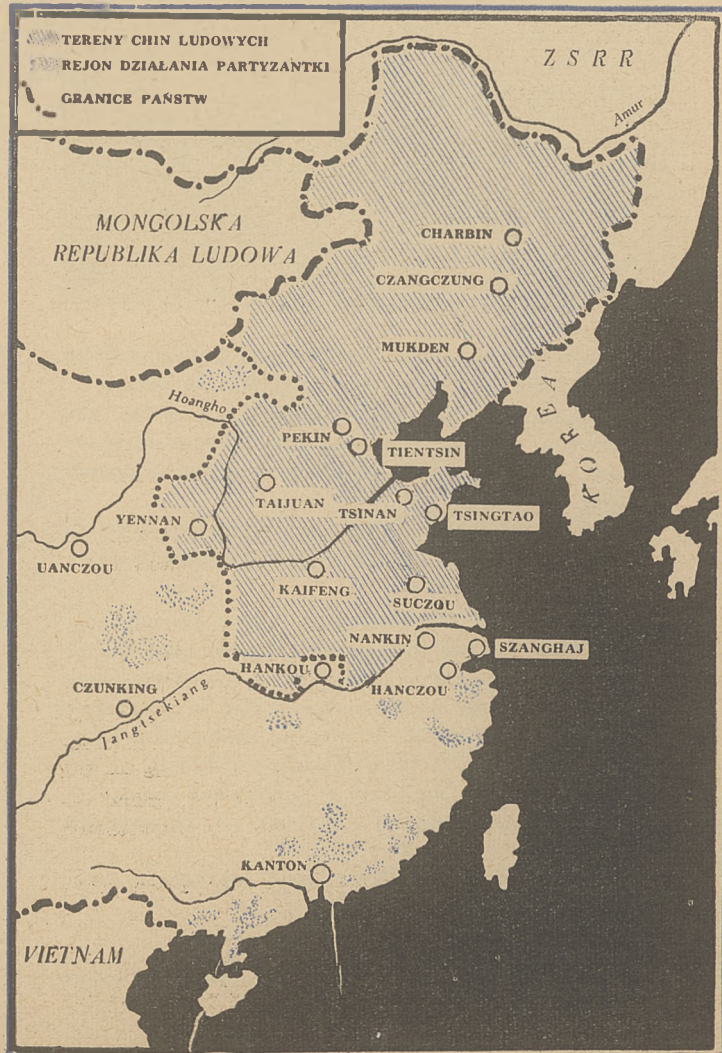 TERENY CHIN LUDOWYCH
REJON DZIAŁANIA PARTYZANTKI
GRANICE PAŃSTW
ZSRR
Amur
MONGOLSKA
REPUBLIKA LUDOWA
CHARBIN
CZANGCZUNG
MUKDEN
KOREA
Hoangho
PEKIN
TIENTSIN
TAIJUAN
TSINAN
TSINGTAO
YENNAN
UANCZOU
KAIFENG
SUCZOU
NANKIN
SZANGHAJ
HANKOU
HANCZOU
CZUNKING
Jangtsekiang
KANTON
VIETNAM